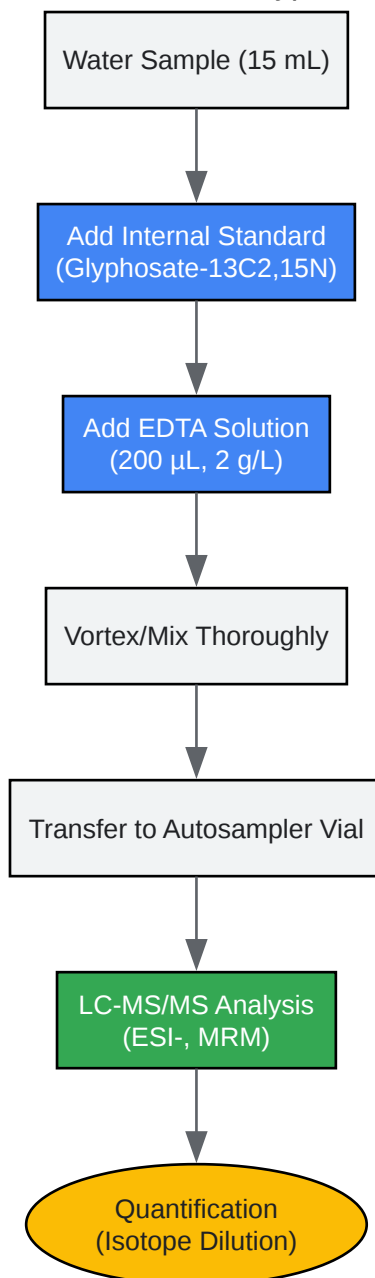 Water Sample (15 mL)
Add Internal Standard
(Glyphosate-13C2,15N)
Add EDTA Solution
(200 µL, 2 g/L)
Vortex/Mix Thoroughly
Transfer to Autosampler Vial
LC-MS/MS Analysis
(ESI-, MRM)
Quantification
(Isotope Dilution)